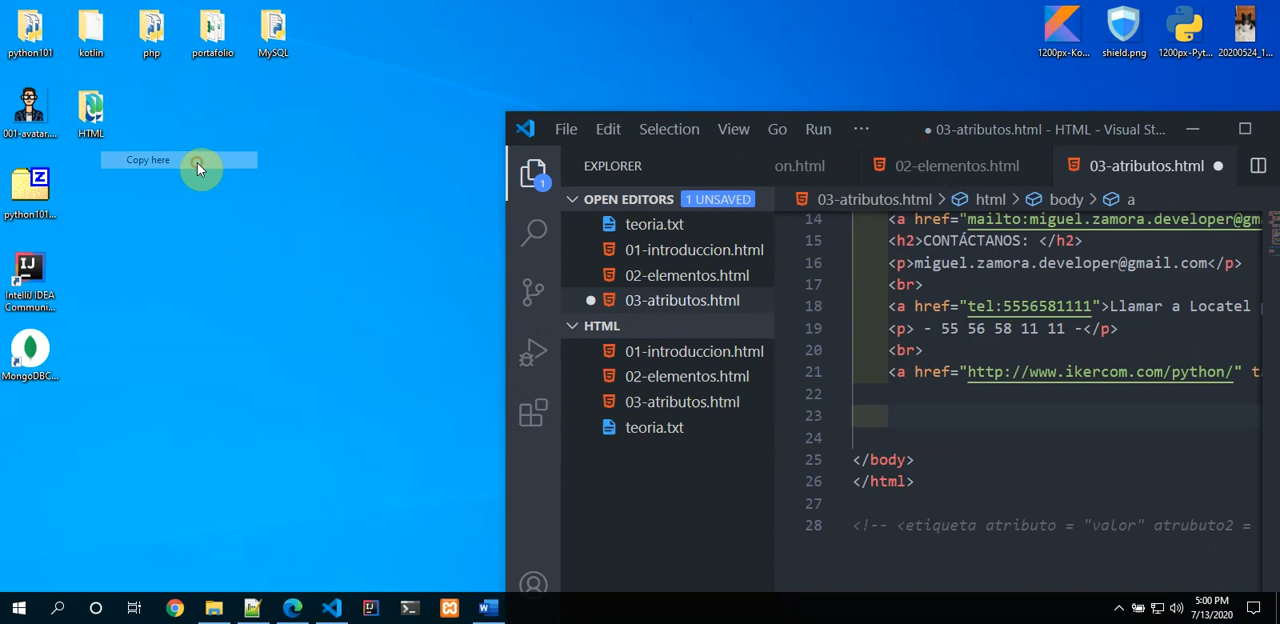 python101
kotlin
php
portafolio
MySQL
1200px-Ko...
shield.png
1200px-Pyt...
20200524_1...
001-avatar....
HTML
Copy here
python101...
IntelliJ IDEA
Communi...
MongoDBC...
File Edit Selection View Go Run ···
● 03-atributos.html - HTML - Visual St...
EXPLORER
on.html
02-elementos.html
03-atributos.html ●
OPEN EDITORS 1 UNSAVED
03-atributos.html > html > body > a
teoria.txt
01-introduccion.html
02-elementos.html
03-atributos.html
HTML
01-introduccion.html
02-elementos.html
03-atributos.html
teoria.txt
14 <a href="mailto:miguel.zamora.developer@gm
15 <h2>CONTÁCTANOS: </h2>
16 <p>miguel.zamora.developer@gmail.com</p>
17 <br>
18 <a href="tel:5556581111">Llamar a Locatel
19 <p> - 55 56 58 11 11 -</p>
20 <br>
21 <a href="http://www.ikercom.com/python/" ta
22
23
24
25 </body>
26 </html>
27
28 <!-- <etiqueta atributo = "valor" atrubuto2 =
1
5:00 PM
7/13/2020